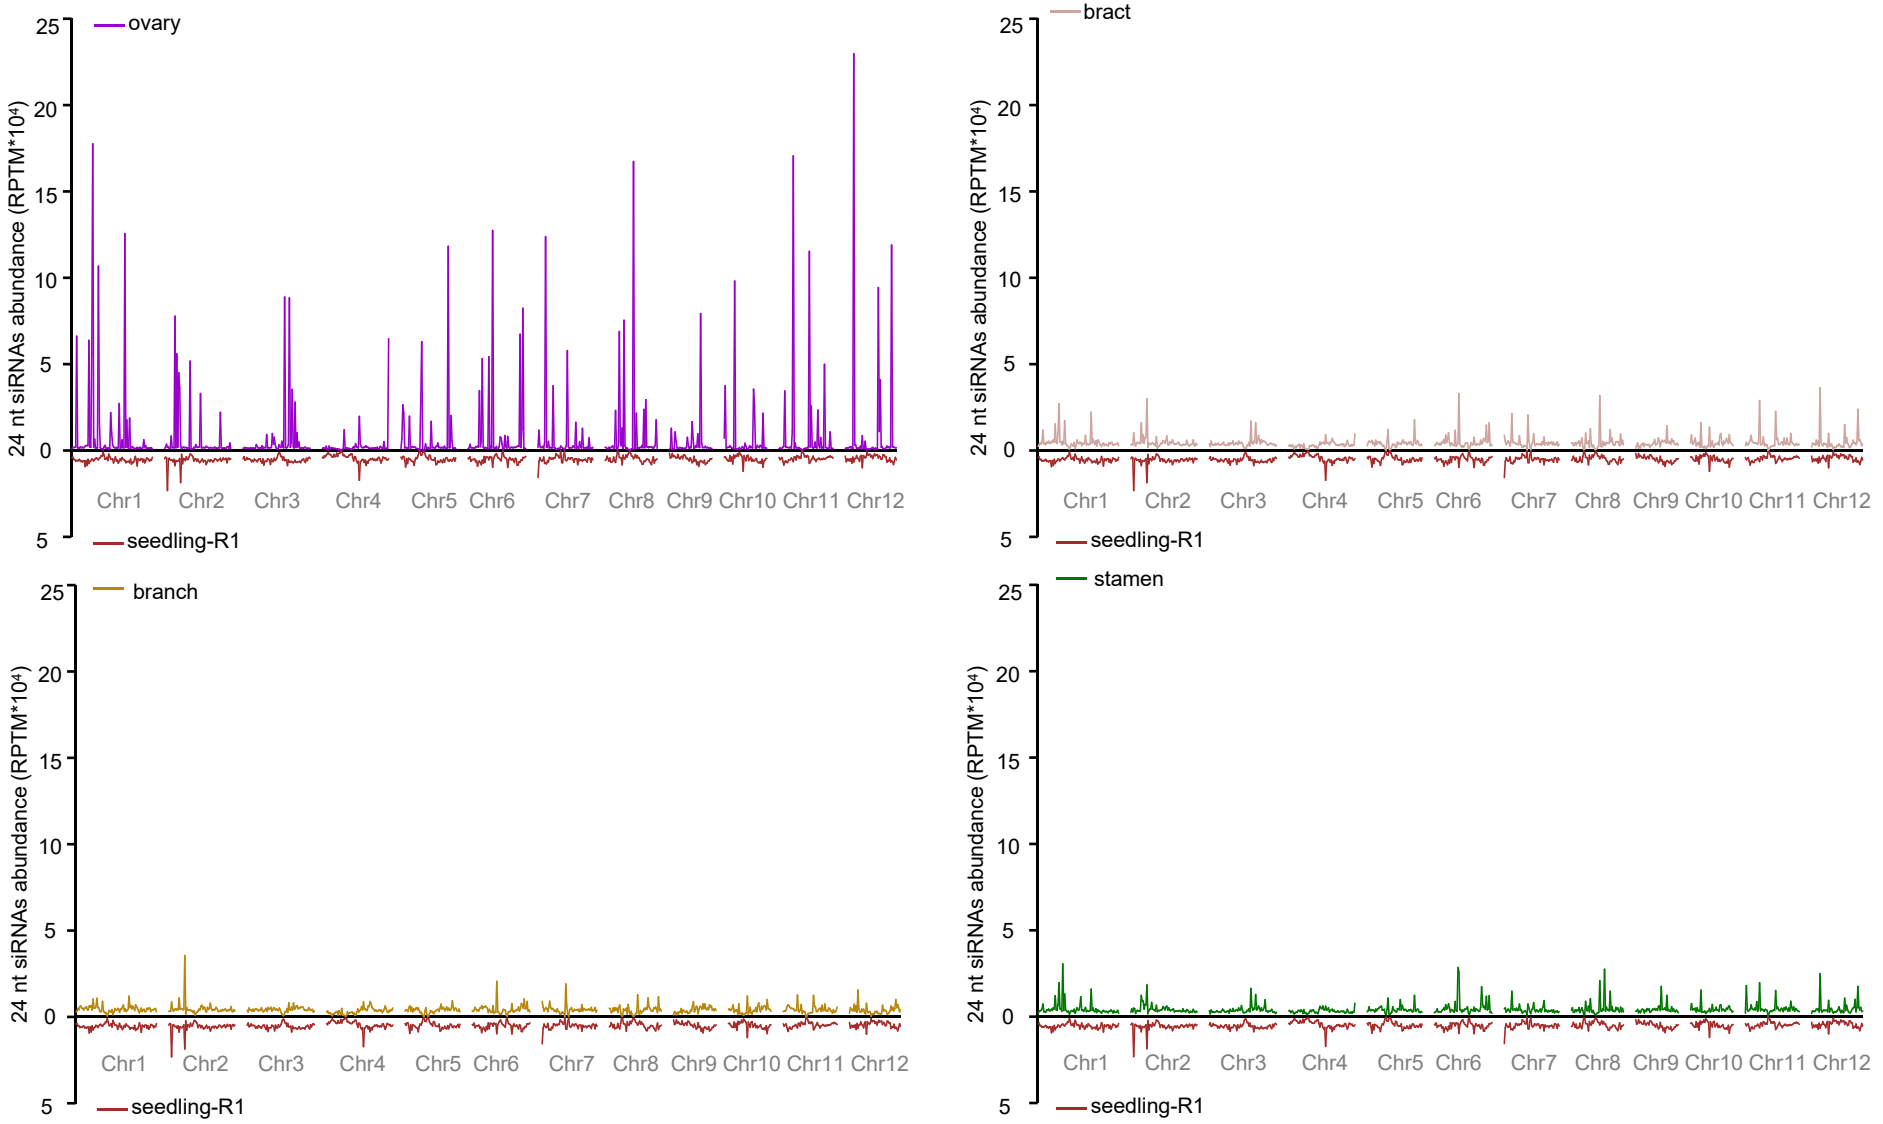 ovary
24 nt siRNAs abundance (RPTM*10⁴)
25
20
15
10
5
0
5
Chr1 Chr2 Chr3 Chr4 Chr5 Chr6 Chr7 Chr8 Chr9 Chr10 Chr11 Chr12
seedling-R1
bract
24 nt siRNAs abundance (RPTM*10⁴)
25
20
15
10
5
0
5
Chr1 Chr2 Chr3 Chr4 Chr5 Chr6 Chr7 Chr8 Chr9 Chr10 Chr11 Chr12
seedling-R1
branch
24 nt siRNAs abundance (RPTM*10⁴)
25
20
15
10
5
0
5
Chr1 Chr2 Chr3 Chr4 Chr5 Chr6 Chr7 Chr8 Chr9 Chr10 Chr11 Chr12
seedling-R1
stamen
24 nt siRNAs abundance (RPTM*10⁴)
25
20
15
10
5
0
5
Chr1 Chr2 Chr3 Chr4 Chr5 Chr6 Chr7 Chr8 Chr9 Chr10 Chr11 Chr12
seedling-R1